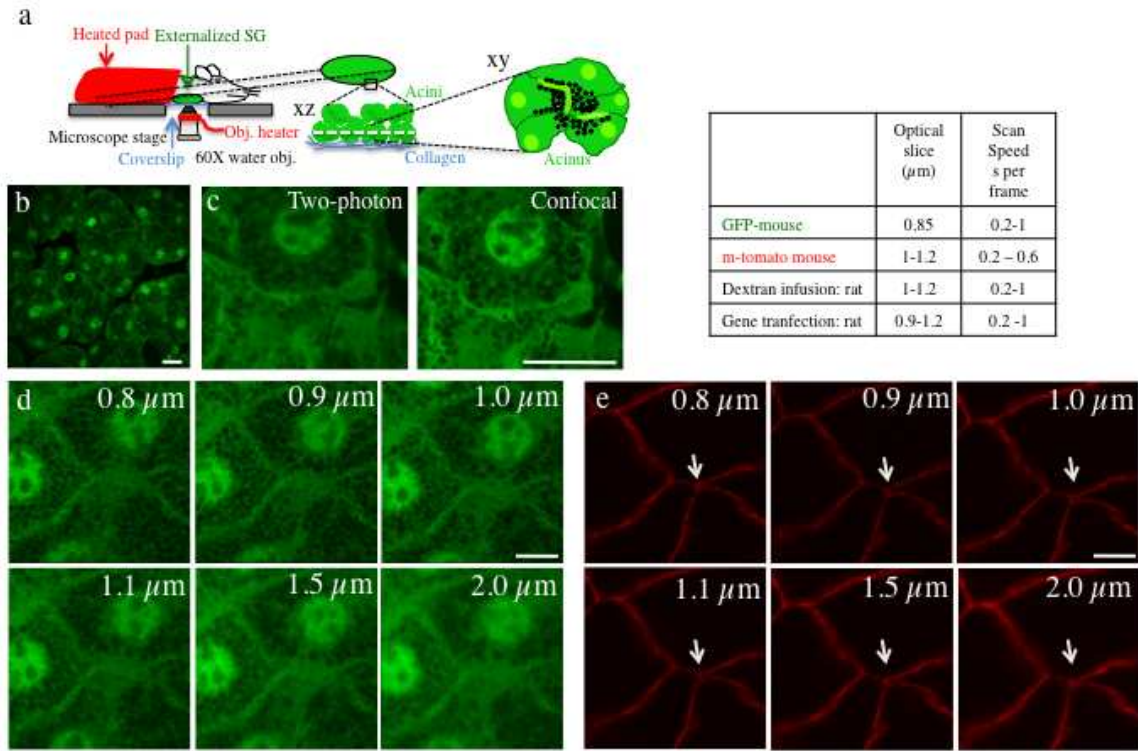 a
Heated pad Externalized SG
xy
xz
Acini
Microscope stage
Obj. heater
Coverslip 60X water obj.
Collagen
Acinus
Optical slice (µm) Scan Speed s per frame
GFP-mouse 0.85 0.2-1
m-tomato mouse 1-1.2 0.2 – 0.6
Dextran infusion: rat 1-1.2 0.2-1
Gene tranfection: rat 0.9-1.2 0.2 -1
b
c
Two-photon
Confocal
d
0.8 µm
0.9 µm
1.0 µm
1.1 µm
1.5 µm
2.0 µm
e
0.8 µm
0.9 µm
1.0 µm
1.1 µm
1.5 µm
2.0 µm